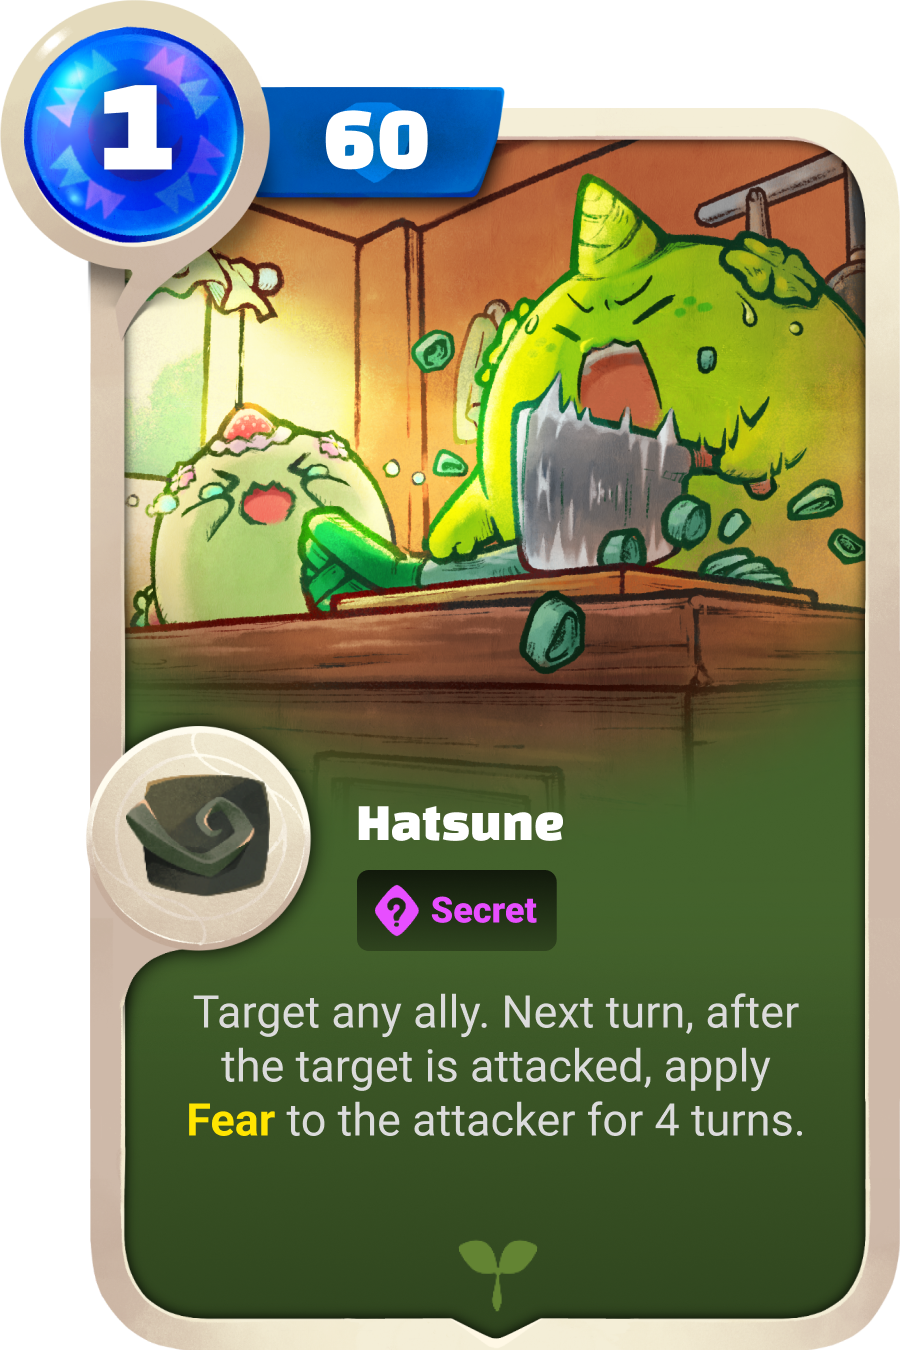 1
60
Hatsune
Secret
Target any ally. Next turn, after
the target is attacked, apply
Fear to the attacker for 4 turns.